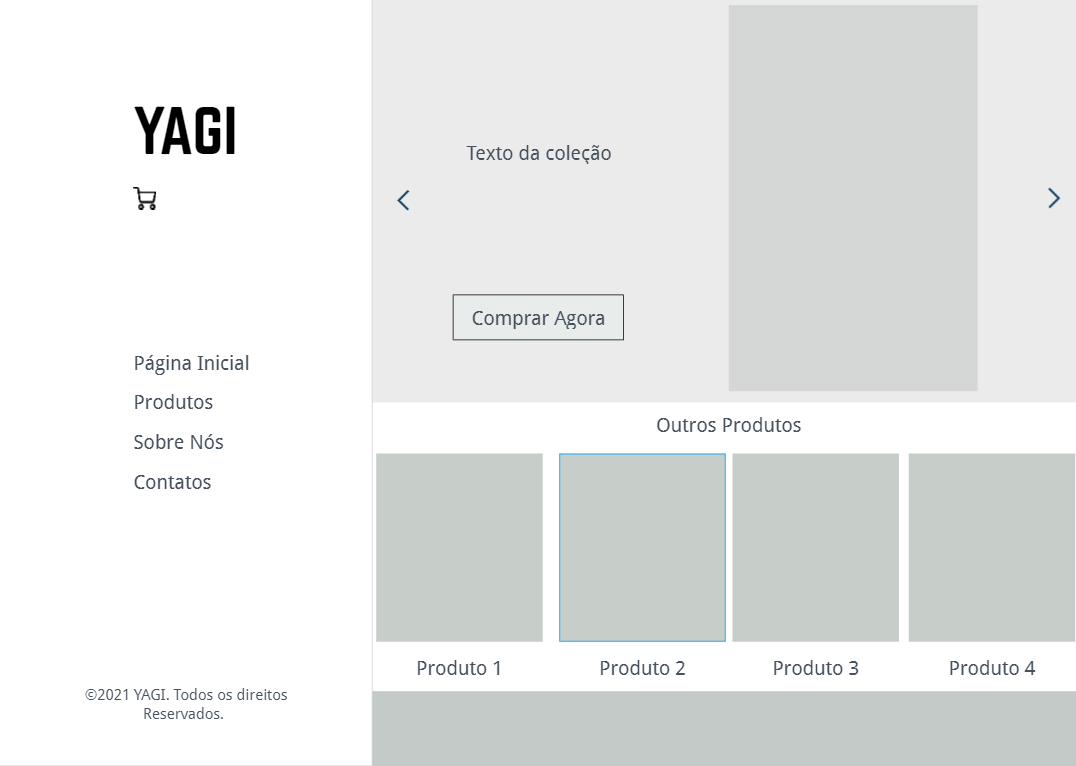 YAGI
Página Inicial
Produtos
Sobre Nós
Contatos
©2021 YAGI. Todos os direitos
Reservados.
Texto da coleção
Comprar Agora
Outros Produtos
Produto 1
Produto 2
Produto 3
Produto 4